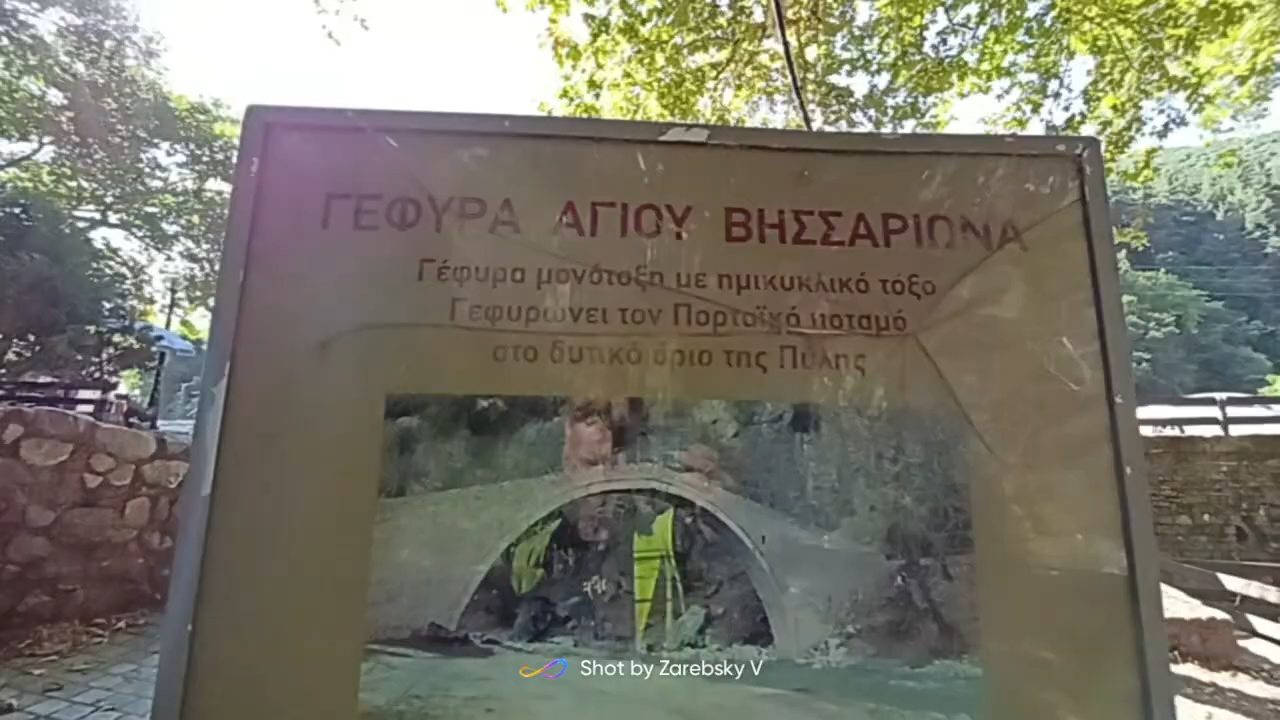 ΓΕΦΥΡΑ ΑΓΙΟΥ ΒΗΣΣΑΡΙΩΝΑ
Γέφυρα μονότοξη με ημικυκλικό τόξο
Γεφυρώνει τον Πορταϊκό ποταμό
στο δυτικό όριο της Πύλης
Shot by Zarebsky V